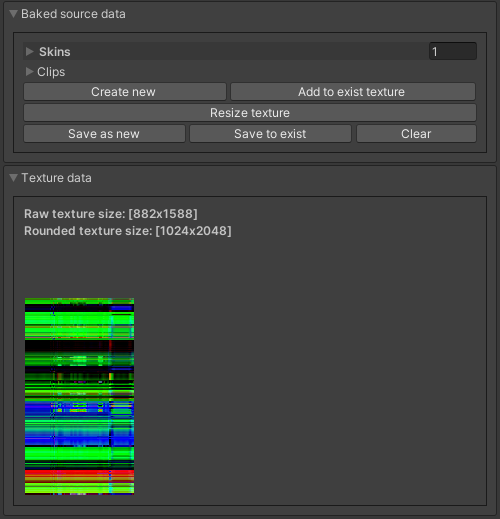 Baked source data
Skins 1
Clips
Create new Add to exist texture
Resize texture
Save as new Save to exist Clear
Texture data
Raw texture size: [882x1588]
Rounded texture size: [1024x2048]